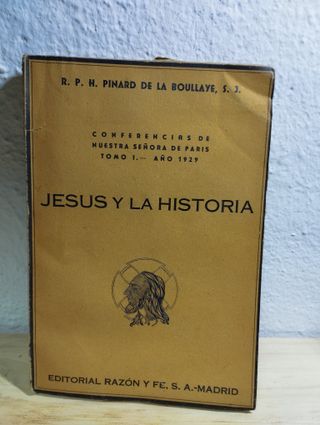 R. P. H. PINARD DE LA BOULLAYE, S. J.
CONFERENCIAS DE
NUESTRA SEÑORA DE PARIS
TOMO I.— AÑO 1929
JESUS Y LA HISTORIA
EDITORIAL RAZÓN Y FE, S. A.-MADRID